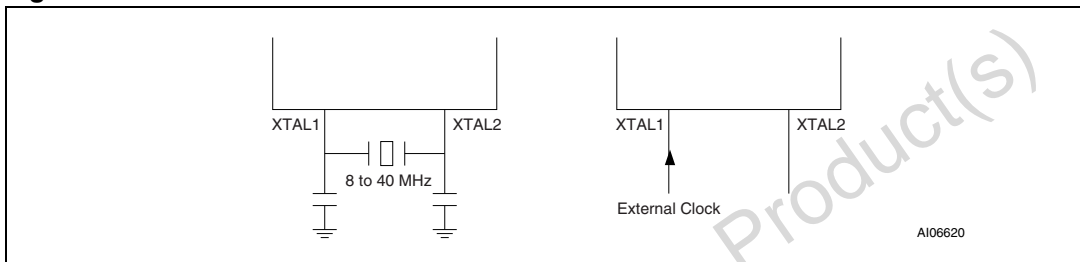 XTAL1 XTAL2 XTAL1 XTAL2
8 to 40 MHz
External Clock
AI06620
Product(s)